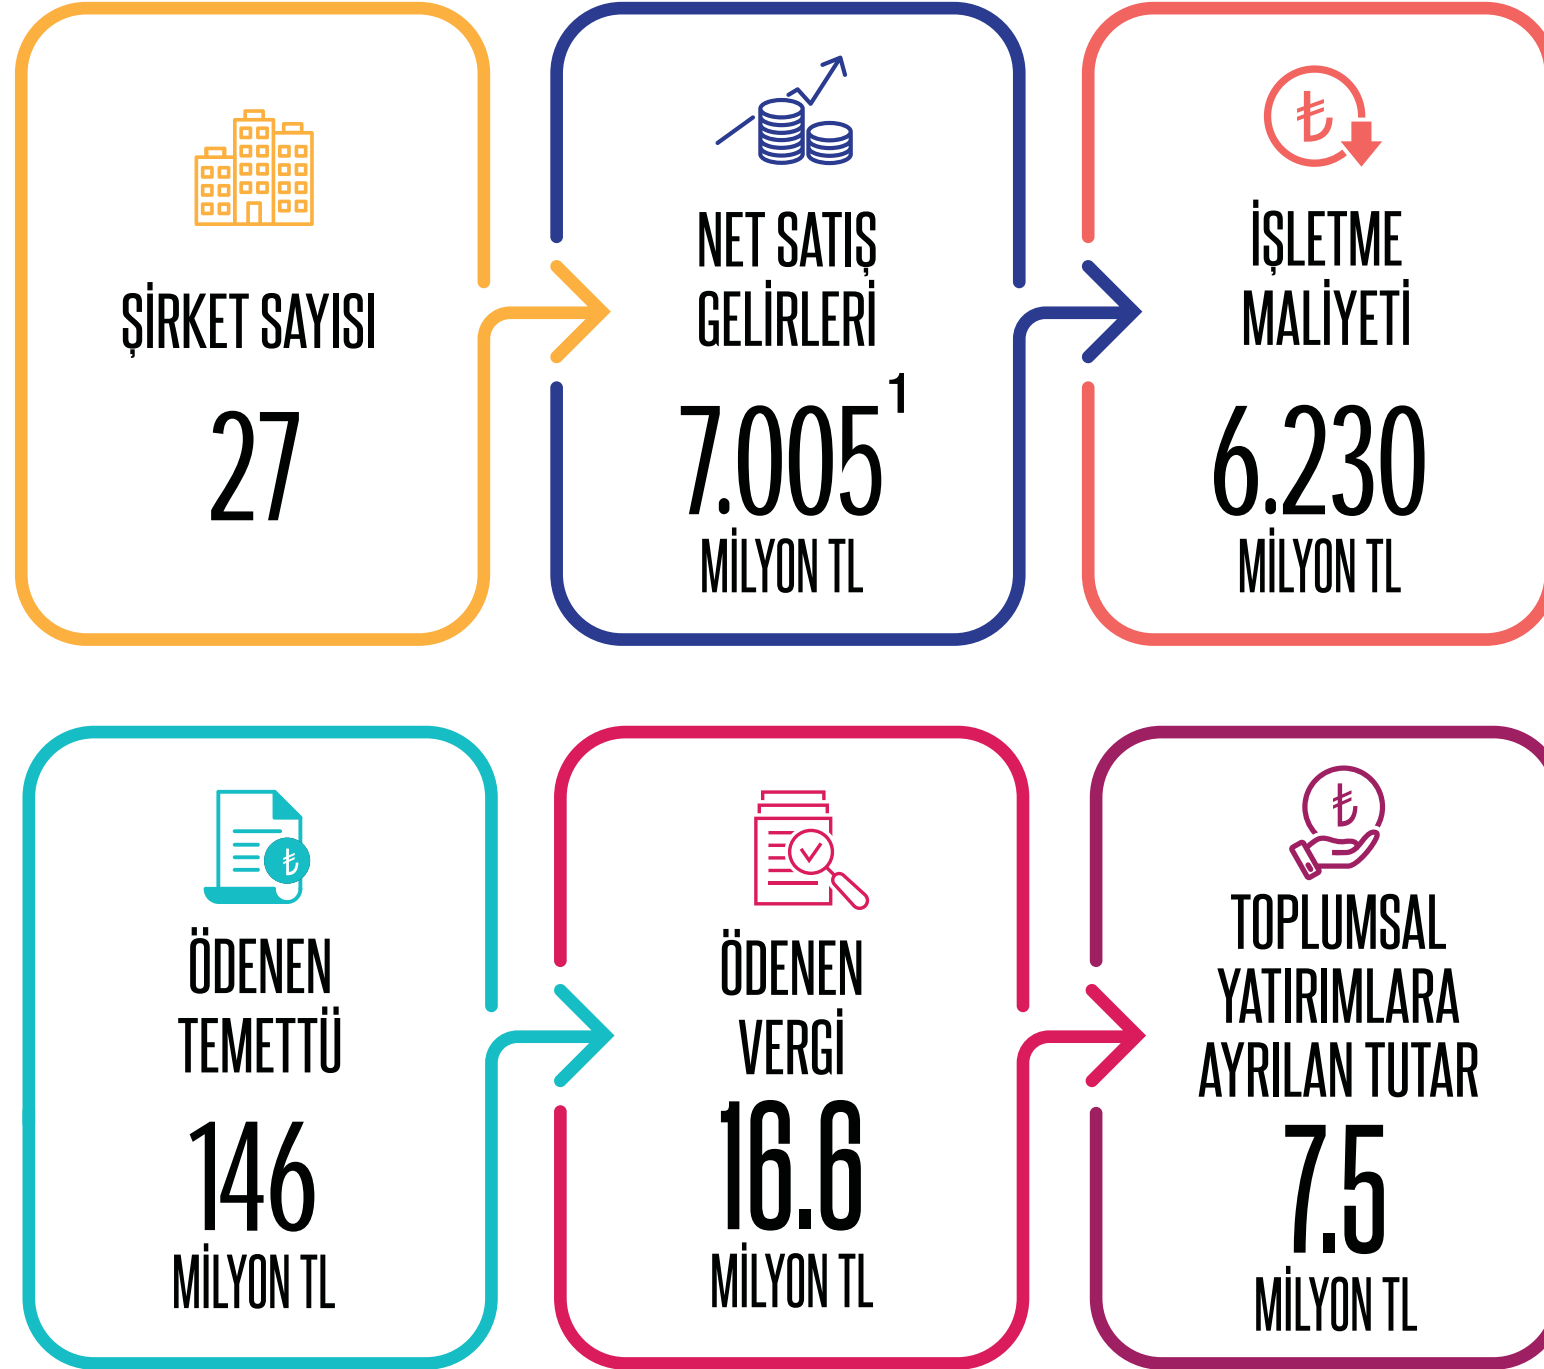 ŞİRKET SAYISI
27
NET SATIŞ
GELİRLERİ
7.005¹
MİLYON TL
İŞLETME
MALİYETİ
6.230
MİLYON TL
ÖDENEN
TEMETTÜ
146
MİLYON TL
ÖDENEN
VERGİ
16.6
MİLYON TL
TOPLUMSAL
YATIRIMLARA
AYRILAN TUTAR
7.5
MİLYON TL